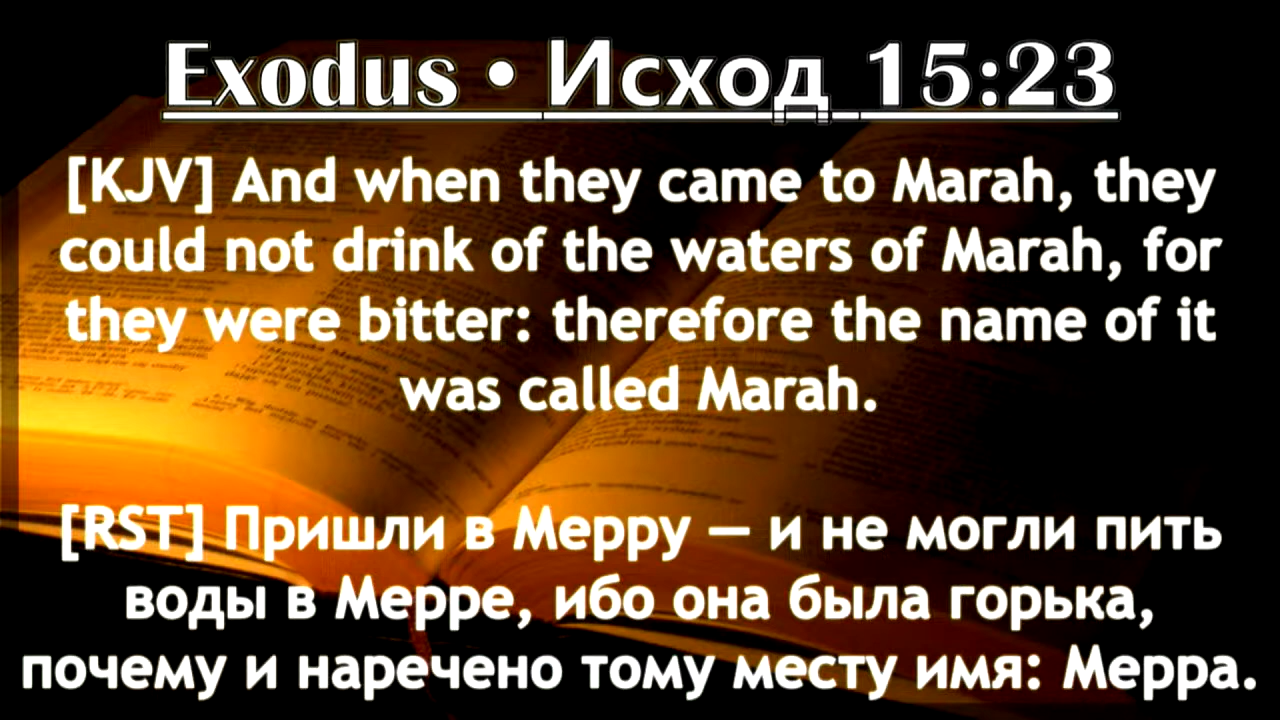 Exodus • Исход 15:23
[KJV] And when they came to Marah, they
could not drink of the waters of Marah, for
they were bitter: therefore the name of it
was called Marah.
[RST] Пришли в Мерру — и не могли пить
воды в Мерре, ибо она была горька,
почему и наречено тому месту имя: Мерра.